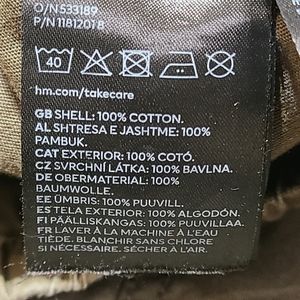 O/N 533189
P/N 1181201 8
40
hm.com/takecare
GB SHELL: 100% COTTON.
AL SHTRESA E JASHTME: 100%
PAMBUK.
CAT EXTERIOR: 100% COTÓ.
CZ SVRCHNÍ LÁTKA: 100% BAVLNA.
DE OBERMATERIAL: 100%
BAUMWOLLE.
EE ÜMBRIS: 100% PUUVILL.
ES TELA EXTERIOR: 100% ALGODÓN.
FI PÄÄLLISKANGAS: 100% PUUVILLAA.
FR LAVER À LA MACHINE À L'EAU
TIÈDE. BLANCHIR SANS CHLORE
SI NÉCESSAIRE. SÉCHER À L'AIR.